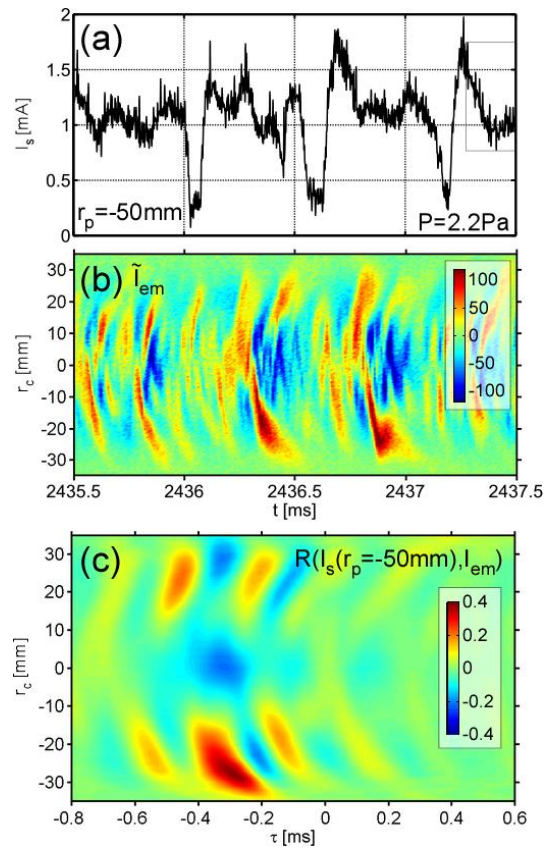 (a)
2
1.5
1
0.5
0
I_s [mA]
r_p=-50mm
P=2.2Pa
(b) Ĩ_em
30
20
10
0
-10
-20
-30
r_c [mm]
100
50
0
-50
-100
2435.5 2436 2436.5 2437 2437.5
t [ms]
(c) R(I_s(r_p=-50mm),I_em)
30
20
10
0
-10
-20
-30
r_c [mm]
0.4
0.2
0
-0.2
-0.4
-0.8 -0.6 -0.4 -0.2 0 0.2 0.4 0.6
τ [ms]